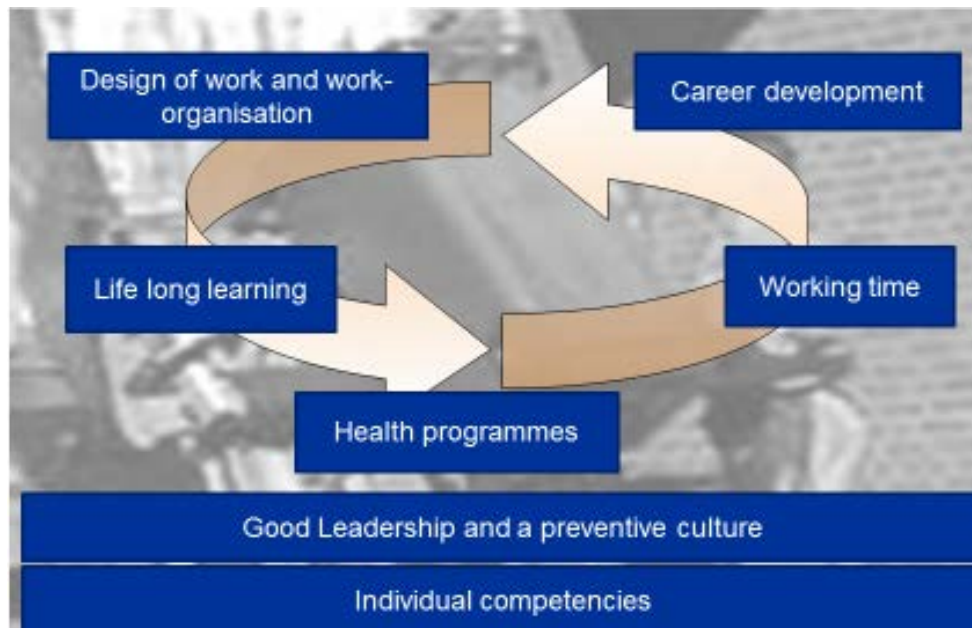 Design of work and work-
organisation
Career development
Life long learning
Working time
Health programmes
Good Leadership and a preventive culture
Individual competencies